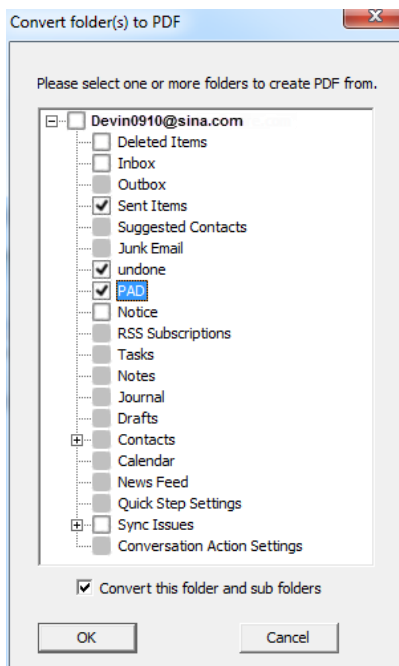 Convert folder(s) to PDF
Please select one or more folders to create PDF from.
Devin0910@sina.com
Deleted Items
Inbox
Outbox
Sent Items
Suggested Contacts
Junk Email
undone
PAD
Notice
RSS Subscriptions
Tasks
Notes
Journal
Drafts
Contacts
Calendar
News Feed
Quick Step Settings
Sync Issues
Conversation Action Settings
Convert this folder and sub folders
OK Cancel